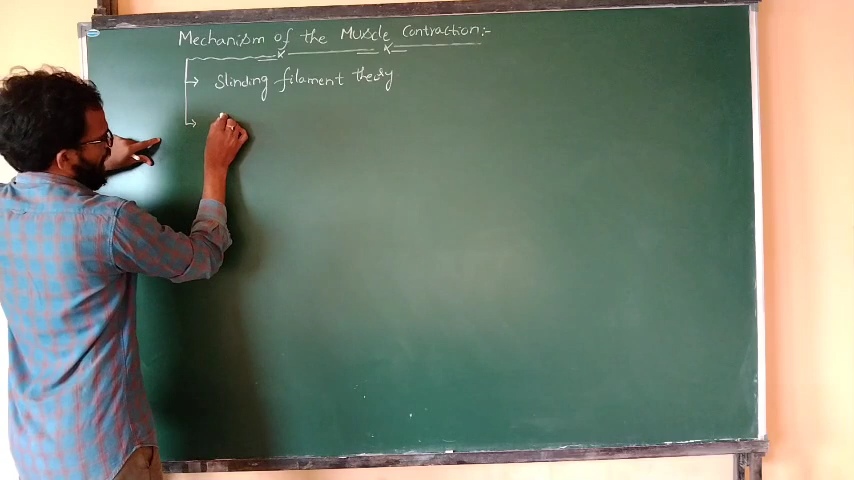 Mechanism of the Muscle Contraction:-
Slinding filament theory